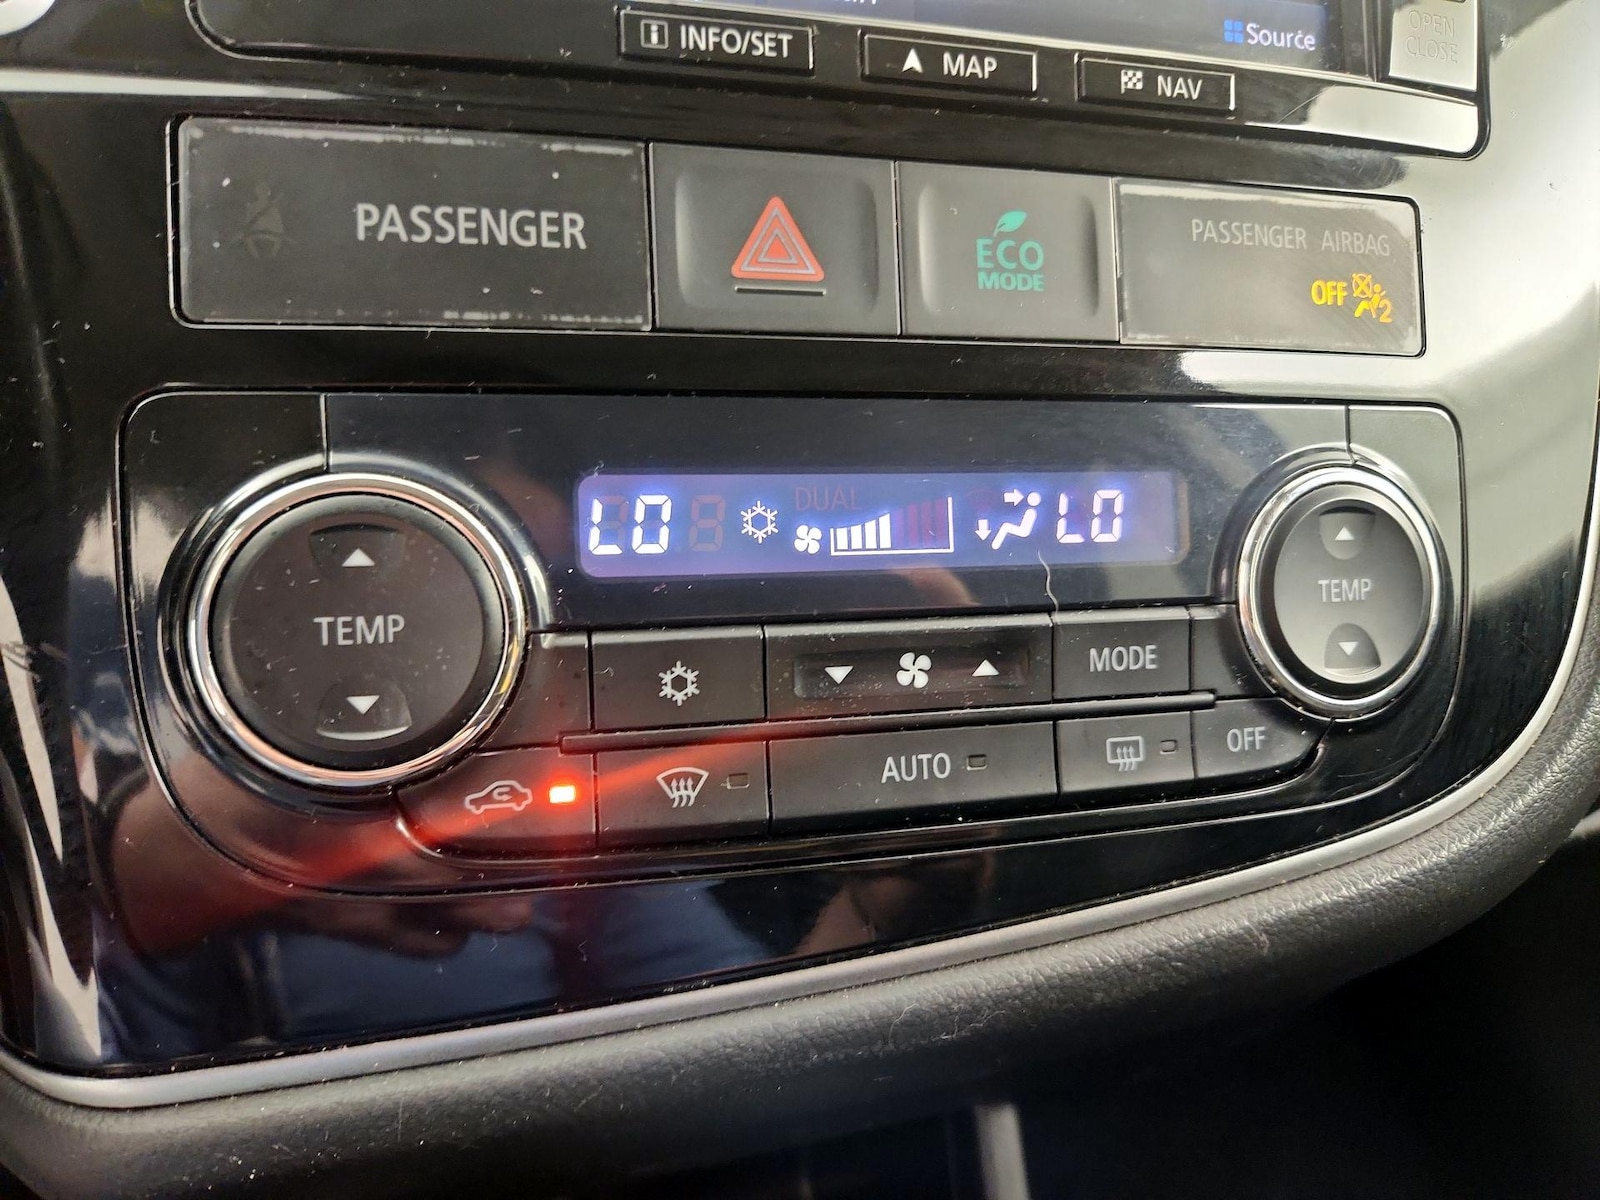 INFO/SET
MAP
NAV
Source
OPEN
CLOSE
PASSENGER
ECO
MODE
PASSENGER AIRBAG
OFF
2
LO
DUAL
LO
TEMP
TEMP
MODE
AUTO
OFF